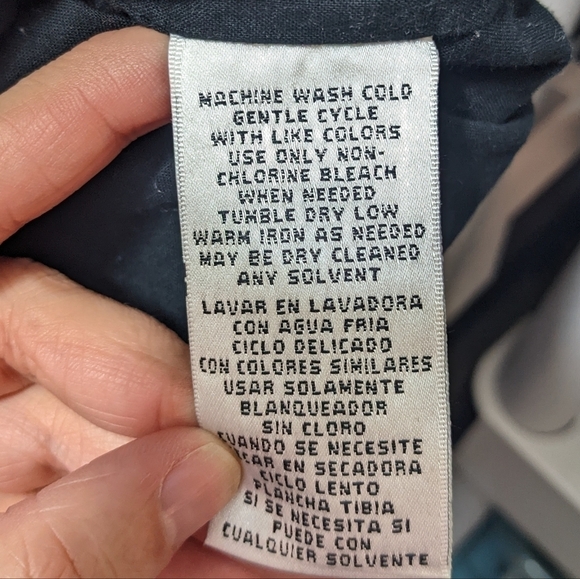 MACHINE WASH COLD
GENTLE CYCLE
WITH LIKE COLORS
USE ONLY NON-
CHLORINE BLEACH
WHEN NEEDED
TUMBLE DRY LOW
WARM IRON AS NEEDED
MAY BE DRY CLEANED
ANY SOLVENT
LAVAR EN LAVADORA
CON AGUA FRIA
CICLO DELICADO
CON COLORES SIMILARES
USAR SOLAMENTE
BLANQUEADOR
SIN CLORO
CUANDO SE NECESITE
EN SECADORA
CICLO LENTO
PLANCHA TIBIA
SI SE NECESITA SI
PUEDE CON
CUALQUIER SOLVENTE